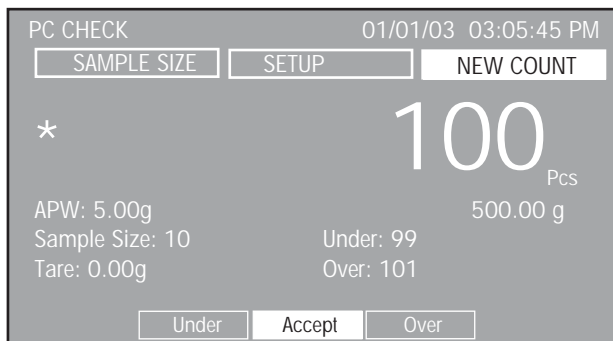 PC CHECK 01/01/03 03:05:45 PM
SAMPLE SIZE SETUP NEW COUNT
* 100 Pcs
APW: 5.00g 500.00 g
Sample Size: 10 Under: 99
Tare: 0.00g Over: 101
Under Accept Over